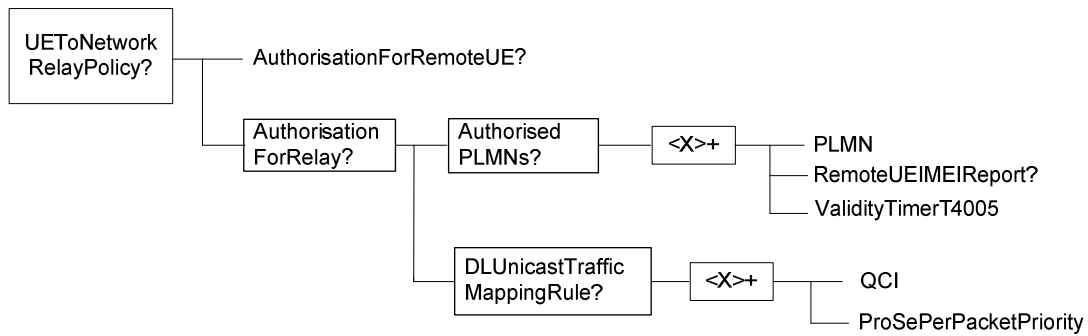 UEToNetwork
RelayPolicy?
AuthorisationForRemoteUE?
Authorisation
ForRelay?
Authorised
PLMNs?
<X>+
PLMN
RemoteUEIMEIReport?
ValidityTimerT4005
DLUnicastTraffic
MappingRule?
<X>+
QCI
ProSePerPacketPriority